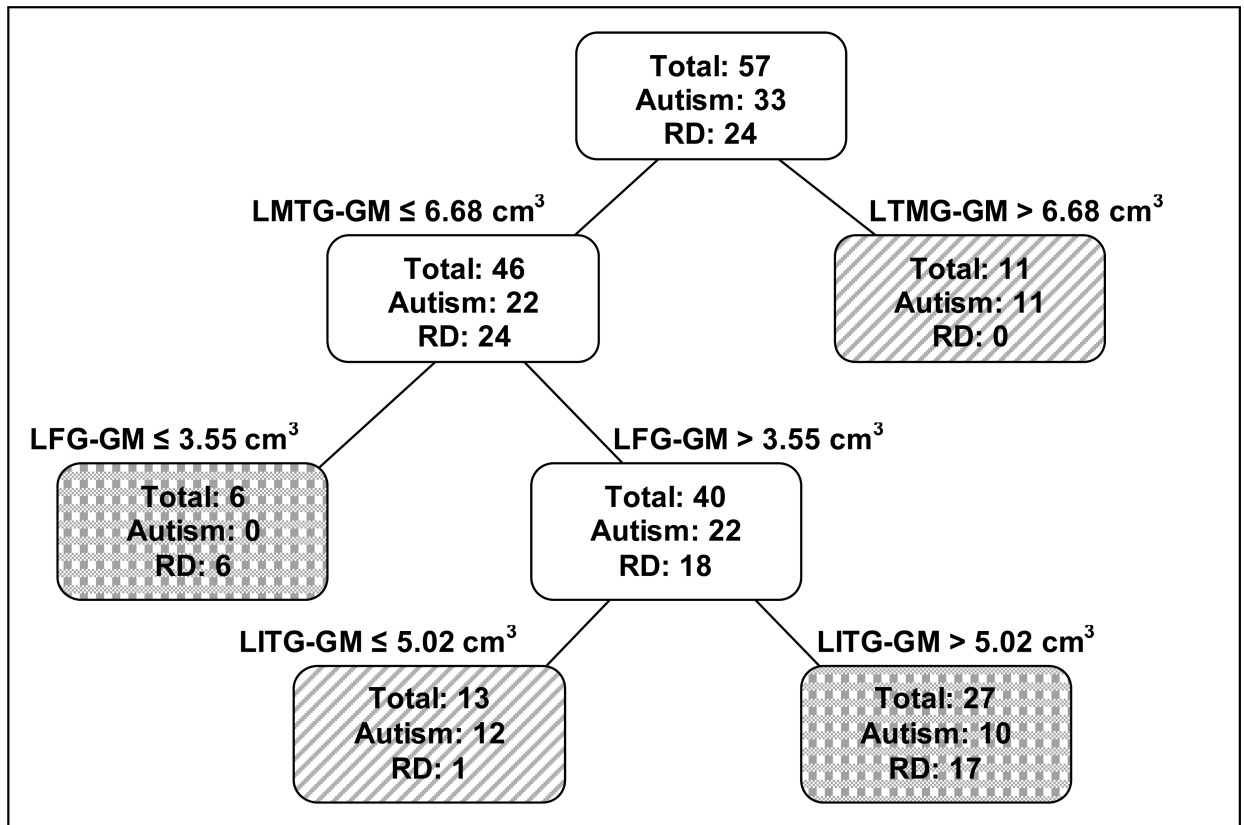 Total: 57
Autism: 33
RD: 24
LMTG-GM ≤ 6.68 cm³
LTMG-GM > 6.68 cm³
Total: 46
Autism: 22
RD: 24
Total: 11
Autism: 11
RD: 0
LFG-GM ≤ 3.55 cm³
LFG-GM > 3.55 cm³
Total: 6
Autism: 0
RD: 6
Total: 40
Autism: 22
RD: 18
LITG-GM ≤ 5.02 cm³
LITG-GM > 5.02 cm³
Total: 13
Autism: 12
RD: 1
Total: 27
Autism: 10
RD: 17